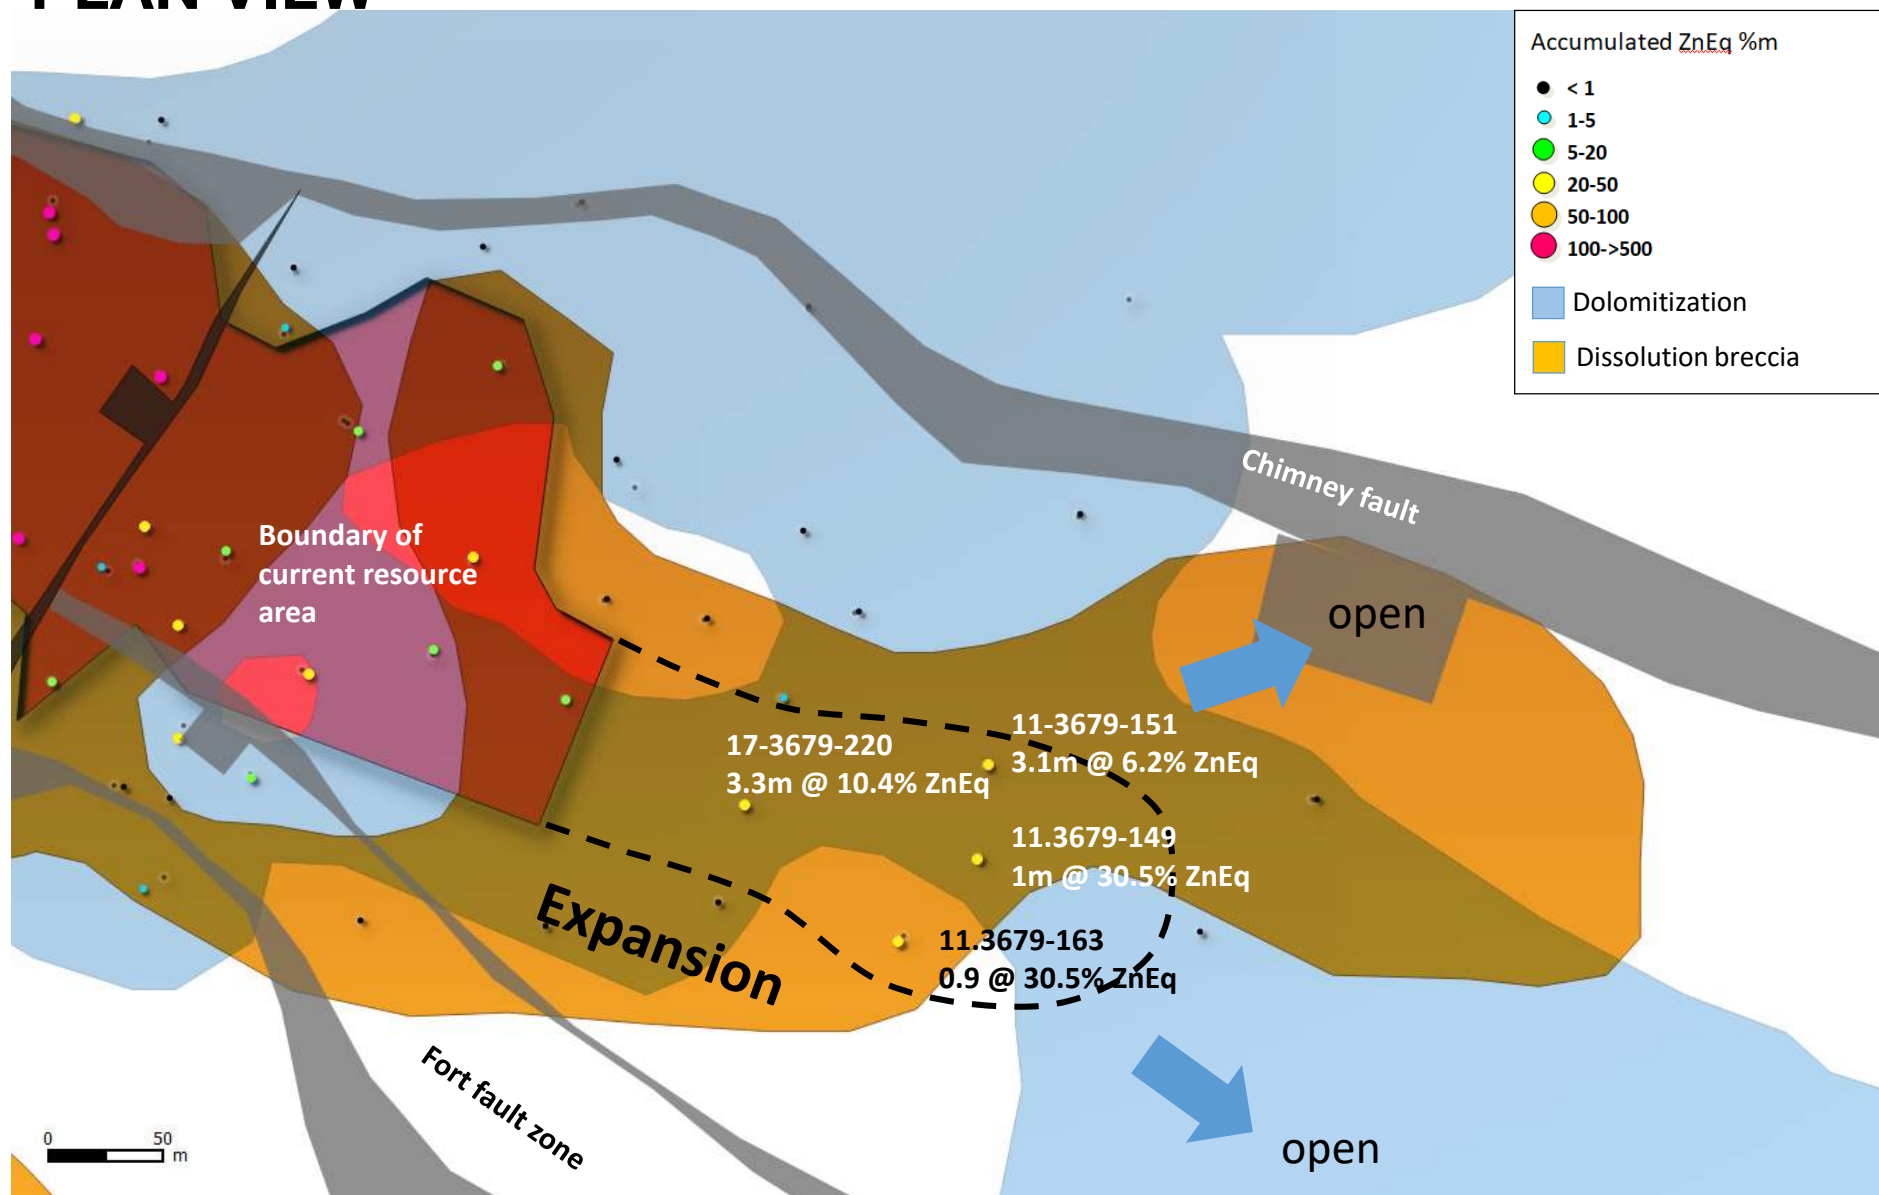 PLAN VIEW
Accumulated ZnEq %m
< 1
1-5
5-20
20-50
50-100
100->500
Dolomitization
Dissolution breccia
Chimney fault
Boundary of
current resource
area
open
11-3679-151
3.1m @ 6.2% ZnEq
17-3679-220
3.3m @ 10.4% ZnEq
11.3679-149
1m @ 30.5% ZnEq
Expansion
11.3679-163
0.9 @ 30.5% ZnEq
Fort fault zone
open
0 50
m